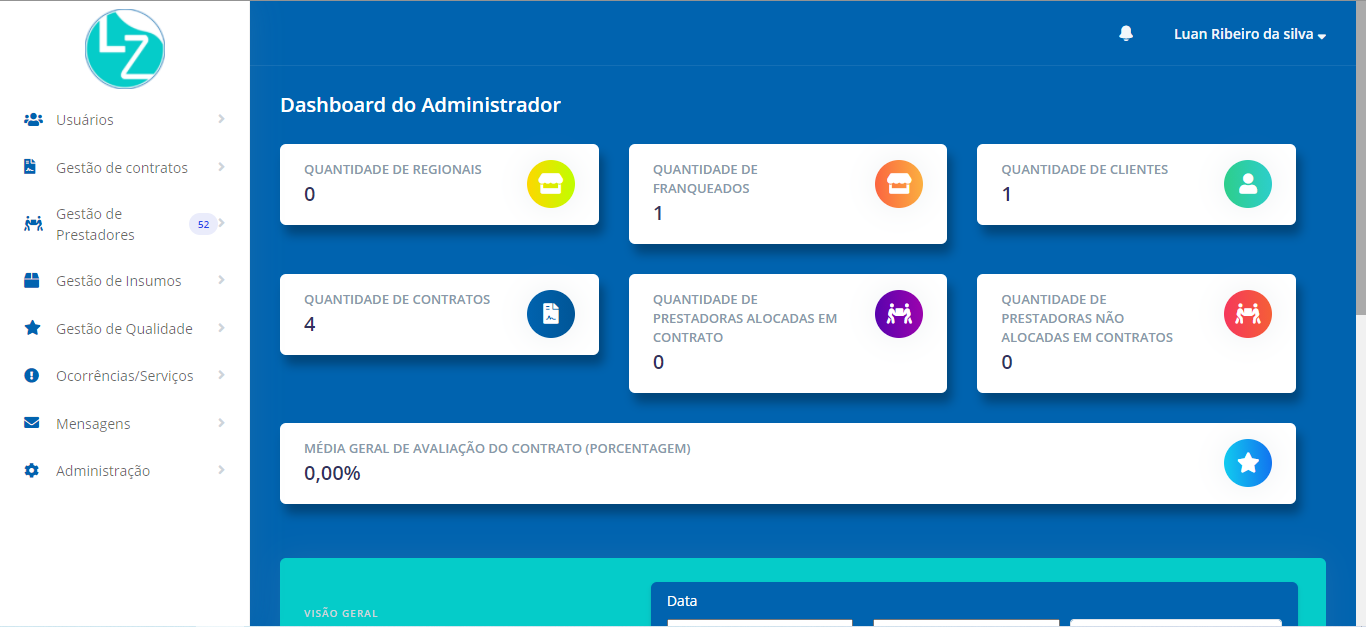 LZ
Luan Ribeiro da silva
Usuários
Gestão de contratos
Gestão de
Prestadores
52
Gestão de Insumos
Gestão de Qualidade
Ocorrências/Serviços
Mensagens
Administração
Dashboard do Administrador
QUANTIDADE DE REGIONAIS
0
QUANTIDADE DE
FRANQUEADOS
1
QUANTIDADE DE CLIENTES
1
QUANTIDADE DE CONTRATOS
4
QUANTIDADE DE
PRESTADORAS ALOCADAS EM
CONTRATO
0
QUANTIDADE DE
PRESTADORAS NÃO
ALOCADAS EM CONTRATOS
0
MÉDIA GERAL DE AVALIAÇÃO DO CONTRATO (PORCENTAGEM)
0,00%
VISÃO GERAL
Data